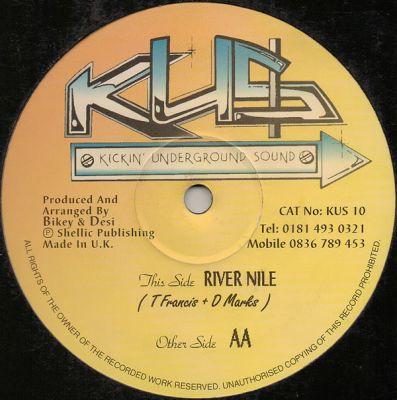 KUS
KICKIN' UNDERGROUND SOUND
Produced And
Arranged By
Bikey & Desi
Ⓟ Shellic Publishing
Made In U.K.
CAT No: KUS 10
Tel: 0181 493 0321
Mobile 0836 789 453
This Side RIVER NILE
( T Francis + D Marks )
Other Side AA
ALL RIGHTS OF THE OWNER OF THE RECORDED WORK RESERVED. UNAUTHORISED COPYING OF THIS RECORD PROHIBITED.